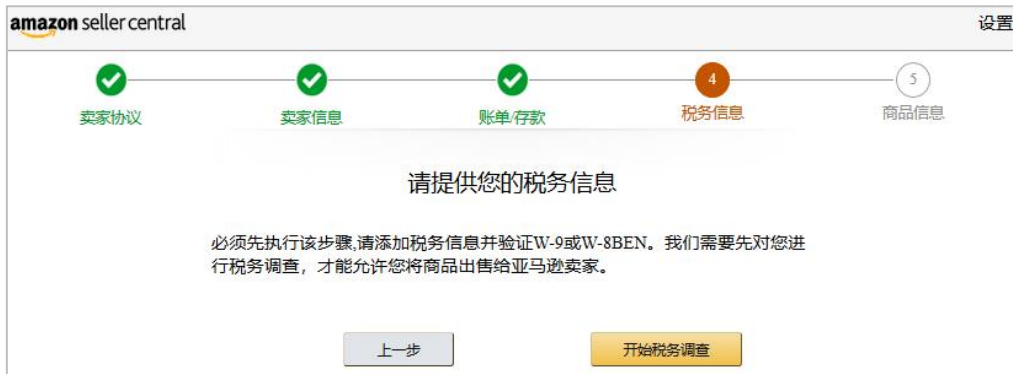 amazon seller central
设置
4
5
卖家协议
卖家信息
账单/存款
税务信息
商品信息
请提供您的税务信息
必须先执行该步骤,请添加税务信息并验证W-9或W-8BEN。我们需要先对您进
行税务调查，才能允许您将商品出售给亚马逊卖家。
上一步
开始税务调查